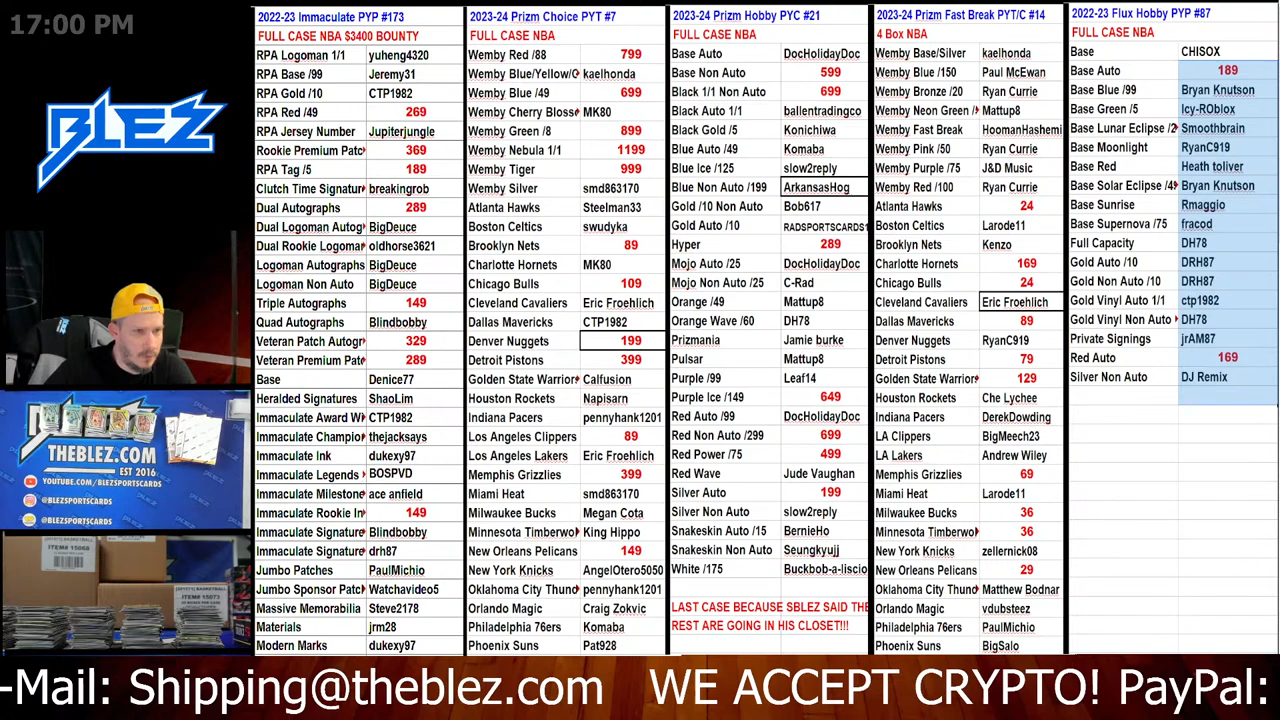 17:00 PM
BLEZ
THEBLEZ.COM
EST 2016
YOUTUBE.COM/BLEZSPORTSCARDS
@BLEZSPORTSCARDS
@BLEZSPORTSCARDS
ITEM# 15068
ITEM# 15073
2022-23 Immaculate PYP #173
FULL CASE NBA $3400 BOUNTY
RPA Logoman 1/1 yuheng4320
RPA Base /99 Jeremy31
RPA Gold /10 CTP1982
RPA Red /49 269
RPA Jersey Number Jupiterjungle
Rookie Premium Patc 369
RPA Tag /5 189
Clutch Time Signatur breakingrob
Dual Autographs 289
Dual Logoman Autog BigDeuce
Dual Rookie Logoma oldhorse3621
Logoman Autographs BigDeuce
Logoman Non Auto BigDeuce
Triple Autographs 149
Quad Autographs Blindbobby
Veteran Patch Autogr 329
Veteran Premium Pate 289
Base Denice77
Heralded Signatures ShaoLim
Immaculate Award Wi CTP1982
Immaculate Champio thejacksays
Immaculate Ink dukexy97
Immaculate Legends BOSPVD
Immaculate Milestone ace anfield
Immaculate Rookie In 149
Immaculate Signature Blindbobby
Immaculate Signature drh87
Jumbo Patches PaulMichio
Jumbo Sponsor Patc Watchavideo5
Massive Memorabilia Steve2178
Materials jrm28
Modern Marks dukexy97
2023-24 Prizm Choice PYT #7
FULL CASE NBA
Wemby Red /88 799
Wemby Blue/Yellow/G kaelhonda
Wemby Blue /49 699
Wemby Cherry Blosso MK80
Wemby Green /8 899
Wemby Nebula 1/1 1199
Wemby Tiger 999
Wemby Silver smd863170
Atlanta Hawks Steelman33
Boston Celtics swudyka
Brooklyn Nets 89
Charlotte Hornets MK80
Chicago Bulls 109
Cleveland Cavaliers Eric Froehlich
Dallas Mavericks CTP1982
Denver Nuggets 199
Detroit Pistons 399
Golden State Warrior Calfusion
Houston Rockets Napisarn
Indiana Pacers pennyhank1201
Los Angeles Clippers 89
Los Angeles Lakers Eric Froehlich
Memphis Grizzlies 399
Miami Heat smd863170
Milwaukee Bucks Megan Cota
Minnesota Timberwo King Hippo
New Orleans Pelicans 149
New York Knicks AngelOtero5050
Oklahoma City Thun pennyhank1201
Orlando Magic Craig Zokvic
Philadelphia 76ers Komaba
Phoenix Suns Pat928
2023-24 Prizm Hobby PYC #21
FULL CASE NBA
Base Auto DocHolidayDoc
Base Non Auto 599
Black 1/1 Non Auto 699
Black Auto 1/1 ballentradingco
Black Gold /5 Konichiwa
Blue Auto /49 Komaba
Blue Ice /125 slow2reply
Blue Non Auto /199 ArkansasHog
Gold /10 Non Auto Bob617
Gold Auto /10 RADSPORTSCARDS1
Hyper 289
Mojo Auto /25 DocHolidayDoc
Mojo Non Auto /25 C-Rad
Orange /49 Mattup8
Orange Wave /60 DH78
Prizmania Jamie burke
Pulsar Mattup8
Purple /99 Leaf14
Purple Ice /149 649
Red Auto /99 DocHolidayDoc
Red Non Auto /299 699
Red Power /75 499
Red Wave Jude Vaughan
Silver Auto 199
Silver Non Auto slow2reply
Snakeskin Auto /15 BernieHo
Snakeskin Non Auto Seungkyujj
White /175 Buckbob-a-liscio
LAST CASE BECAUSE SBLEZ SAID THE
REST ARE GOING IN HIS CLOSET!!!
2023-24 Prizm Fast Break PYT/C #14
4 Box NBA
Wemby Base/Silver kaelhonda
Wemby Blue /150 Paul McEwan
Wemby Bronze /20 Ryan Currie
Wemby Neon Green / Mattup8
Wemby Fast Break HoomanHashemi
Wemby Pink /50 Ryan Currie
Wemby Purple /75 J&D Music
Wemby Red /100 Ryan Currie
Atlanta Hawks 24
Boston Celtics Larode11
Brooklyn Nets Kenzo
Charlotte Hornets 169
Chicago Bulls 24
Cleveland Cavaliers Eric Froehlich
Dallas Mavericks 89
Denver Nuggets RyanC919
Detroit Pistons 79
Golden State Warrior 129
Houston Rockets Che Lychee
Indiana Pacers DerekDowding
LA Clippers BigMeech23
LA Lakers Andrew Wiley
Memphis Grizzlies 69
Miami Heat Larode11
Milwaukee Bucks 36
Minnesota Timberwo 36
New York Knicks zellernick08
New Orleans Pelicans 29
Oklahoma City Thund Matthew Bodnar
Orlando Magic vdubsteez
Philadelphia 76ers PaulMichio
Phoenix Suns BigSalo
2022-23 Flux Hobby PYP #87
FULL CASE NBA
Base CHISOX
Base Auto 189
Base Blue /99 Bryan Knutson
Base Green /5 Icy-ROblox
Base Lunar Eclipse /2 Smoothbrain
Base Moonlight RyanC919
Base Red Heath toliver
Base Solar Eclipse /49 Bryan Knutson
Base Sunrise Rmaggio
Base Supernova /75 fracod
Full Capacity DH78
Gold Auto /10 DRH87
Gold Non Auto /10 DRH87
Gold Vinyl Auto 1/1 ctp1982
Gold Vinyl Non Auto DH78
Private Signings jrAM87
Red Auto 169
Silver Non Auto DJ Remix
-Mail: Shipping@theblez.com WE ACCEPT CRYPTO! PayPal: